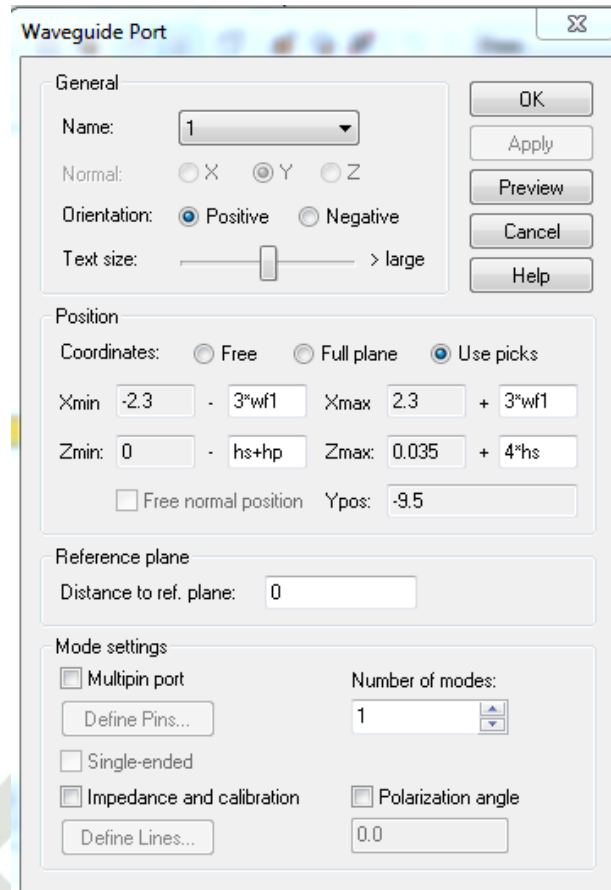 Waveguide Port
General
OK
Name: 1
Apply
Normal: X Y Z
Preview
Orientation: Positive Negative
Cancel
Text size: > large
Help
Position
Coordinates: Free Full plane Use picks
Xmin -2.3 - 3*wf1 Xmax 2.3 + 3*wf1
Zmin: 0 - hs+hp Zmax: 0.035 + 4*hs
Free normal position Ypos: -9.5
Reference plane
Distance to ref. plane: 0
Mode settings
Multipin port Number of modes:
Define Pins... 1
Single-ended
Impedance and calibration Polarization angle
Define Lines... 0.0